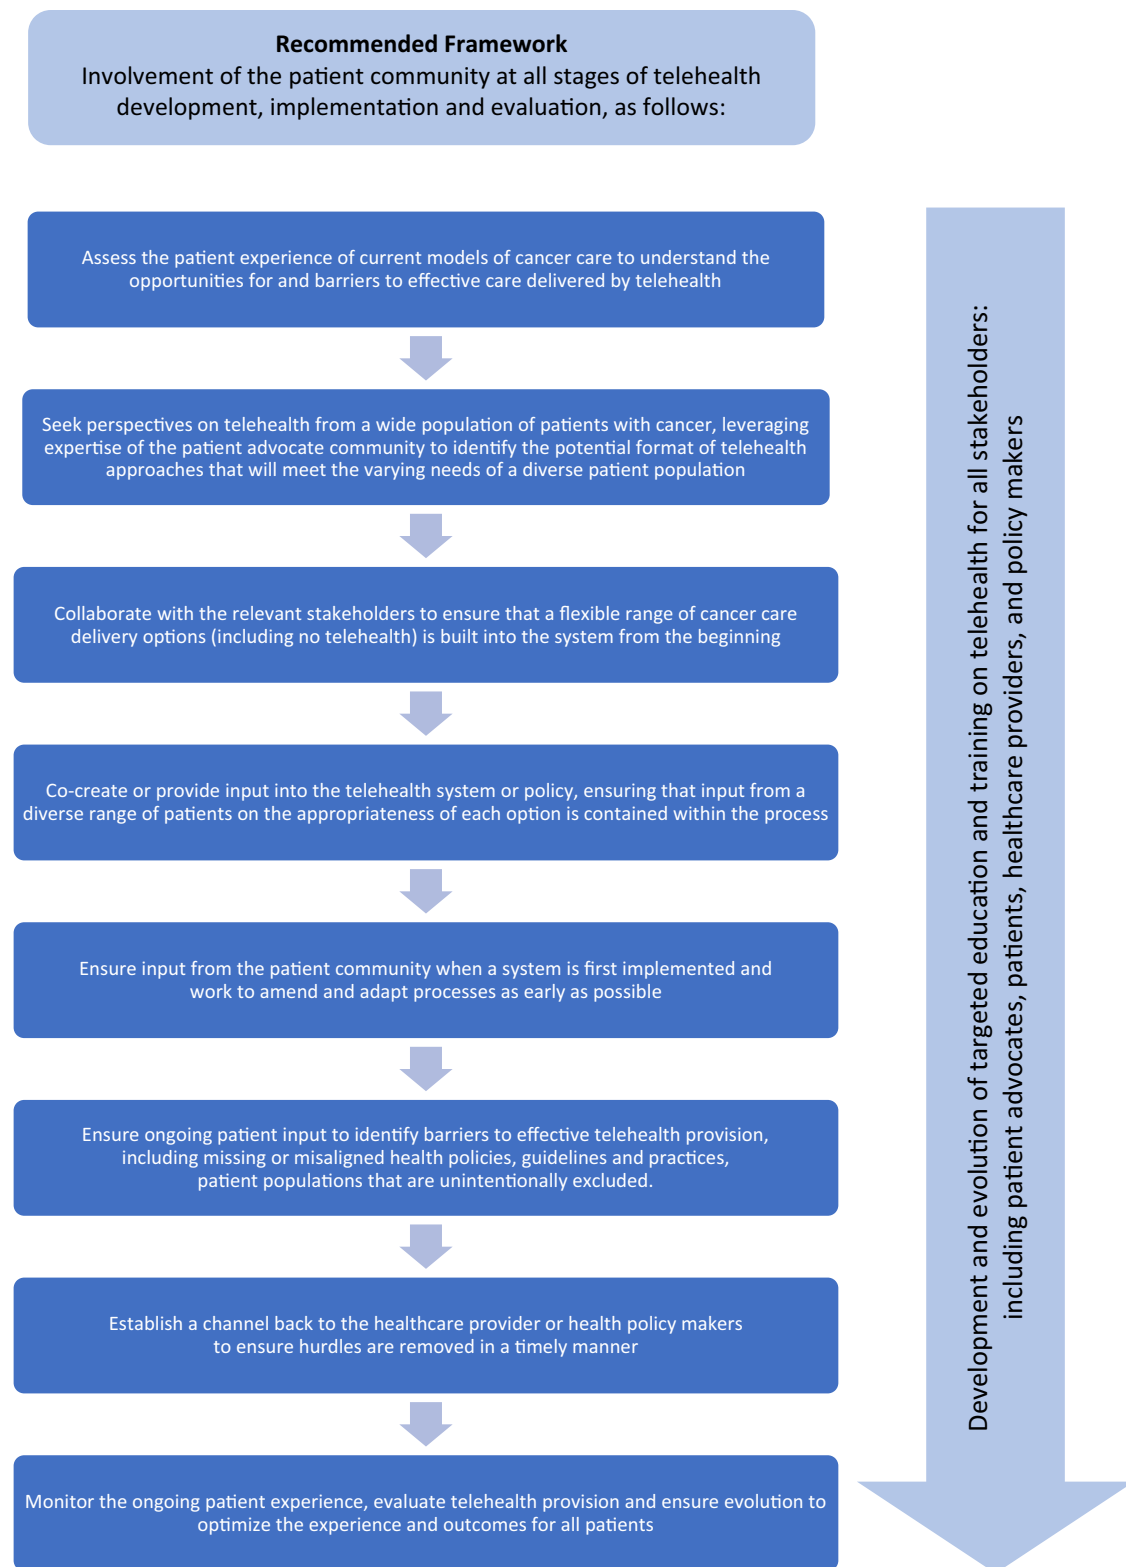 Recommended Framework
Involvement of the patient community at all stages of telehealth
development, implementation and evaluation, as follows:
Assess the patient experience of current models of cancer care to understand the
opportunities for and barriers to effective care delivered by telehealth
Seek perspectives on telehealth from a wide population of patients with cancer, leveraging
expertise of the patient advocate community to identify the potential format of telehealth
approaches that will meet the varying needs of a diverse patient population
Collaborate with the relevant stakeholders to ensure that a flexible range of cancer care
delivery options (including no telehealth) is built into the system from the beginning
Co-create or provide input into the telehealth system or policy, ensuring that input from a
diverse range of patients on the appropriateness of each option is contained within the process
Ensure input from the patient community when a system is first implemented and
work to amend and adapt processes as early as possible
Ensure ongoing patient input to identify barriers to effective telehealth provision,
including missing or misaligned health policies, guidelines and practices,
patient populations that are unintentionally excluded.
Establish a channel back to the healthcare provider or health policy makers
to ensure hurdles are removed in a timely manner
Monitor the ongoing patient experience, evaluate telehealth provision and ensure evolution to
optimize the experience and outcomes for all patients
Development and evolution of targeted education and training on telehealth for all stakeholders:
including patient advocates, patients, healthcare providers, and policy makers